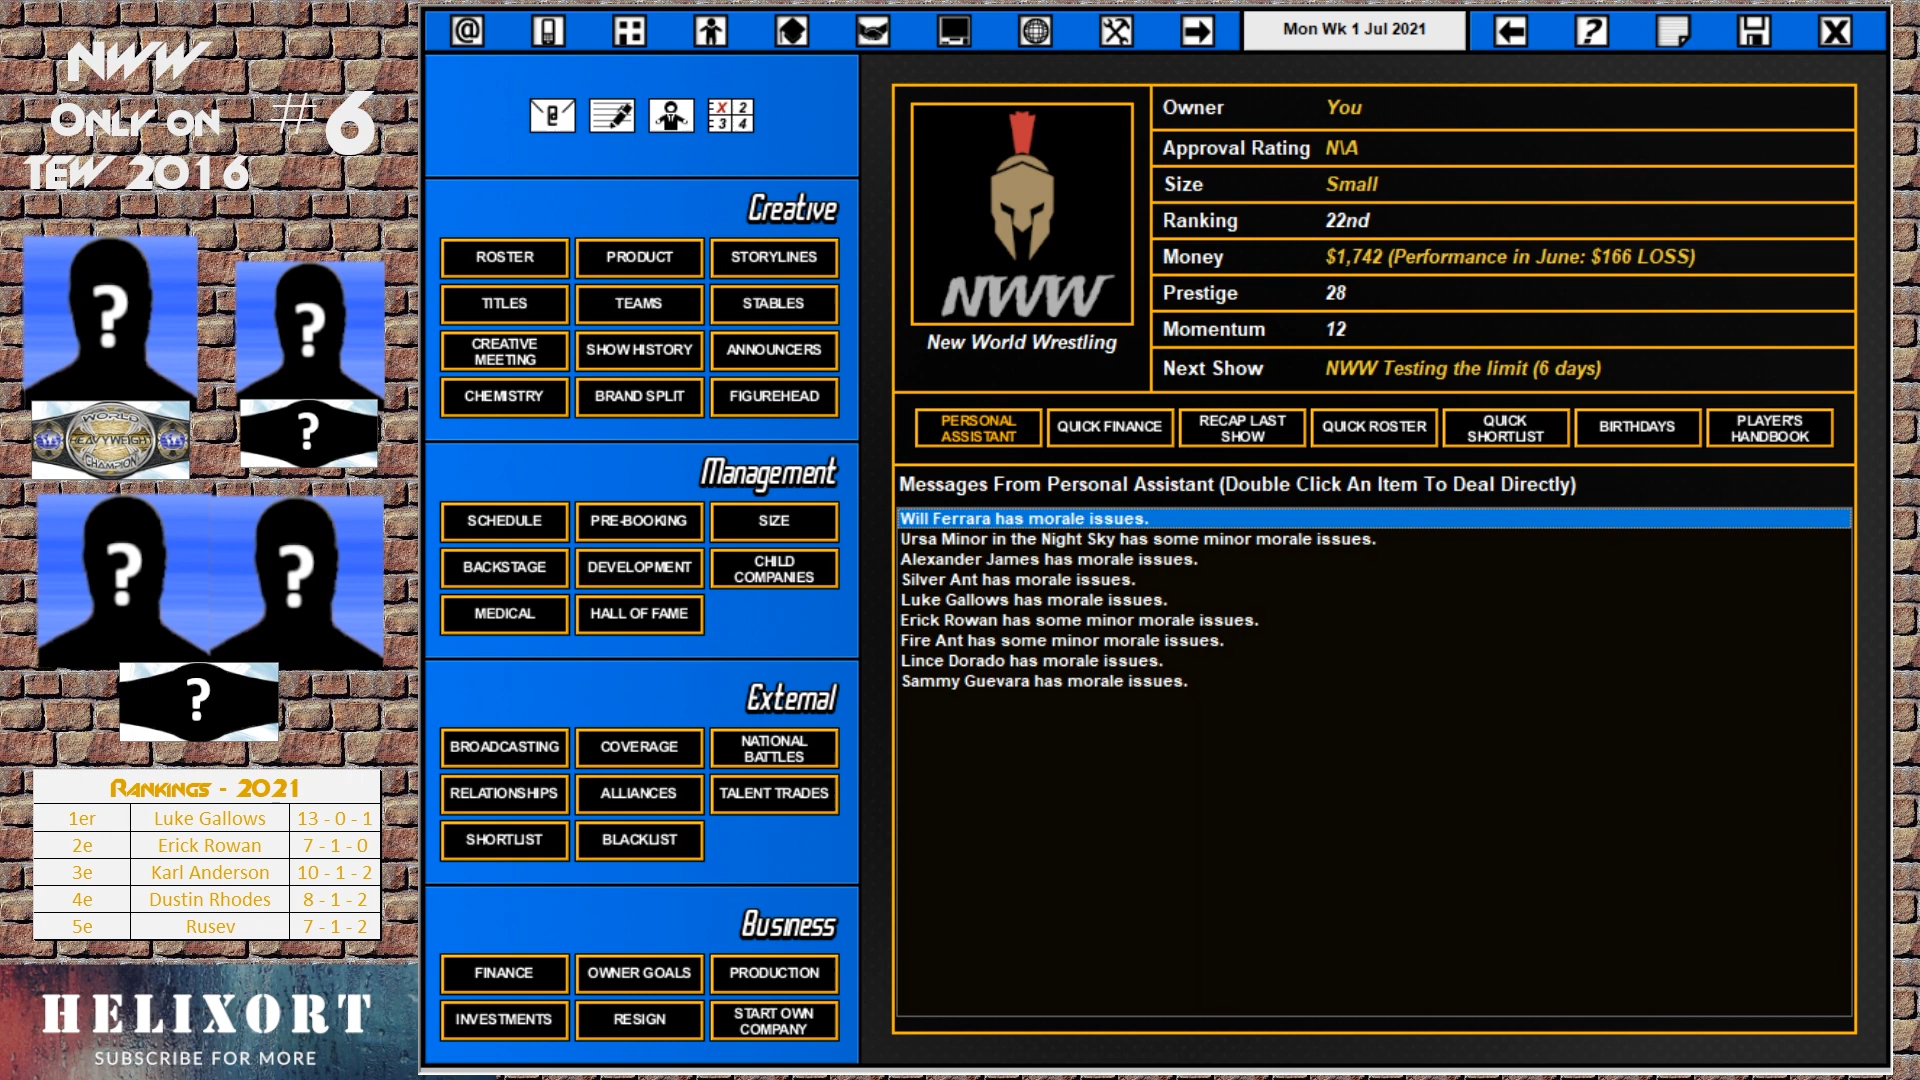 NWW
Only on
TEW 2016
#6
?
?
WORLD
HEAVYWEIGHT
CHAMPION
?
?
?
?
Rankings - 2021
1er Luke Gallows 13 - 0 - 1
2e Erick Rowan 7 - 1 - 0
3e Karl Anderson 10 - 1 - 2
4e Dustin Rhodes 8 - 1 - 2
5e Rusev 7 - 1 - 2
HELIXORT
SUBSCRIBE FOR MORE
@
Mon Wk 1 Jul 2021
?
X
X 2
3 4
Creative
ROSTER PRODUCT STORYLINES
TITLES TEAMS STABLES
CREATIVE MEETING SHOW HISTORY ANNOUNCERS
CHEMISTRY BRAND SPLIT FIGUREHEAD
Management
SCHEDULE PRE-BOOKING SIZE
BACKSTAGE DEVELOPMENT CHILD COMPANIES
MEDICAL HALL OF FAME
External
BROADCASTING COVERAGE NATIONAL BATTLES
RELATIONSHIPS ALLIANCES TALENT TRADES
SHORTLIST BLACKLIST
Business
FINANCE OWNER GOALS PRODUCTION
INVESTMENTS RESIGN START OWN COMPANY
NWW
New World Wrestling
Owner You
Approval Rating N\A
Size Small
Ranking 22nd
Money $1,742 (Performance in June: $166 LOSS)
Prestige 28
Momentum 12
Next Show NWW Testing the limit (6 days)
PERSONAL ASSISTANT QUICK FINANCE RECAP LAST SHOW QUICK ROSTER QUICK SHORTLIST BIRTHDAYS PLAYER'S HANDBOOK
Messages From Personal Assistant (Double Click An Item To Deal Directly)
Will Ferrara has morale issues.
Ursa Minor in the Night Sky has some minor morale issues.
Alexander James has morale issues.
Silver Ant has morale issues.
Luke Gallows has morale issues.
Erick Rowan has some minor morale issues.
Fire Ant has some minor morale issues.
Lince Dorado has morale issues.
Sammy Guevara has morale issues.